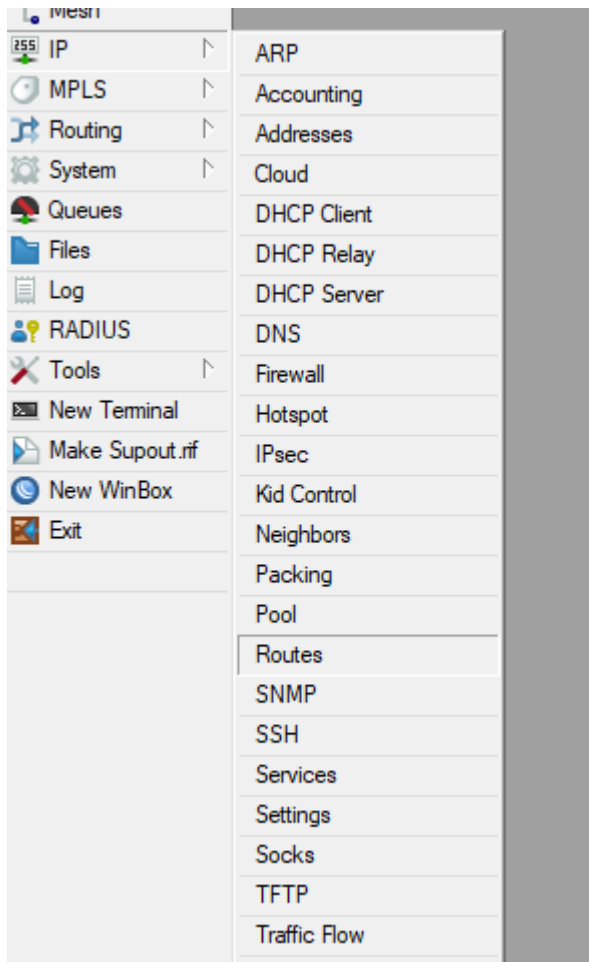 Mesh
255 IP
MPLS
Routing
System
Queues
Files
Log
RADIUS
Tools
New Terminal
Make Supout.rif
New WinBox
Exit
ARP
Accounting
Addresses
Cloud
DHCP Client
DHCP Relay
DHCP Server
DNS
Firewall
Hotspot
IPsec
Kid Control
Neighbors
Packing
Pool
Routes
SNMP
SSH
Services
Settings
Socks
TFTP
Traffic Flow